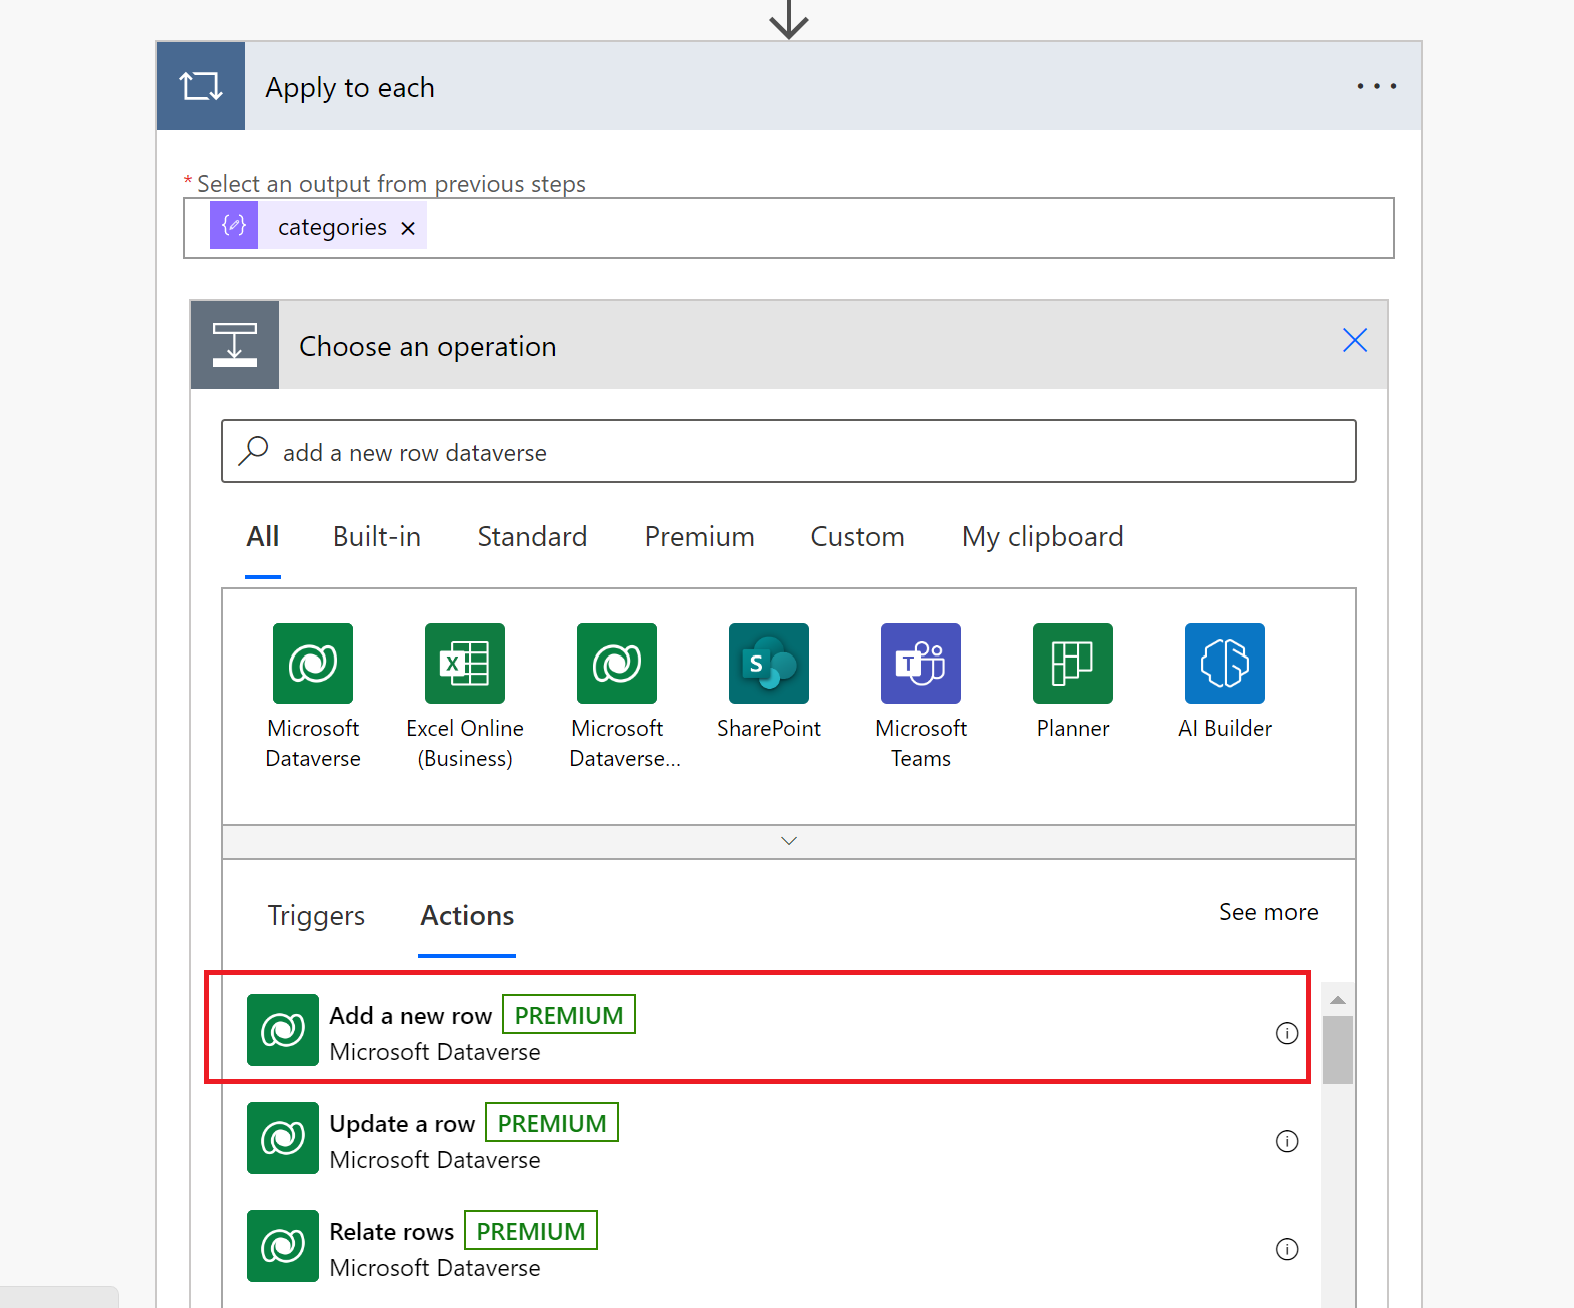 Apply to each
* Select an output from previous steps
categories
Choose an operation
add a new row dataverse
All Built-in Standard Premium Custom My clipboard
Microsoft Dataverse
Excel Online (Business)
Microsoft Dataverse...
SharePoint
Microsoft Teams
Planner
AI Builder
Triggers Actions See more
Add a new row PREMIUM
Microsoft Dataverse
Update a row PREMIUM
Microsoft Dataverse
Relate rows PREMIUM
Microsoft Dataverse